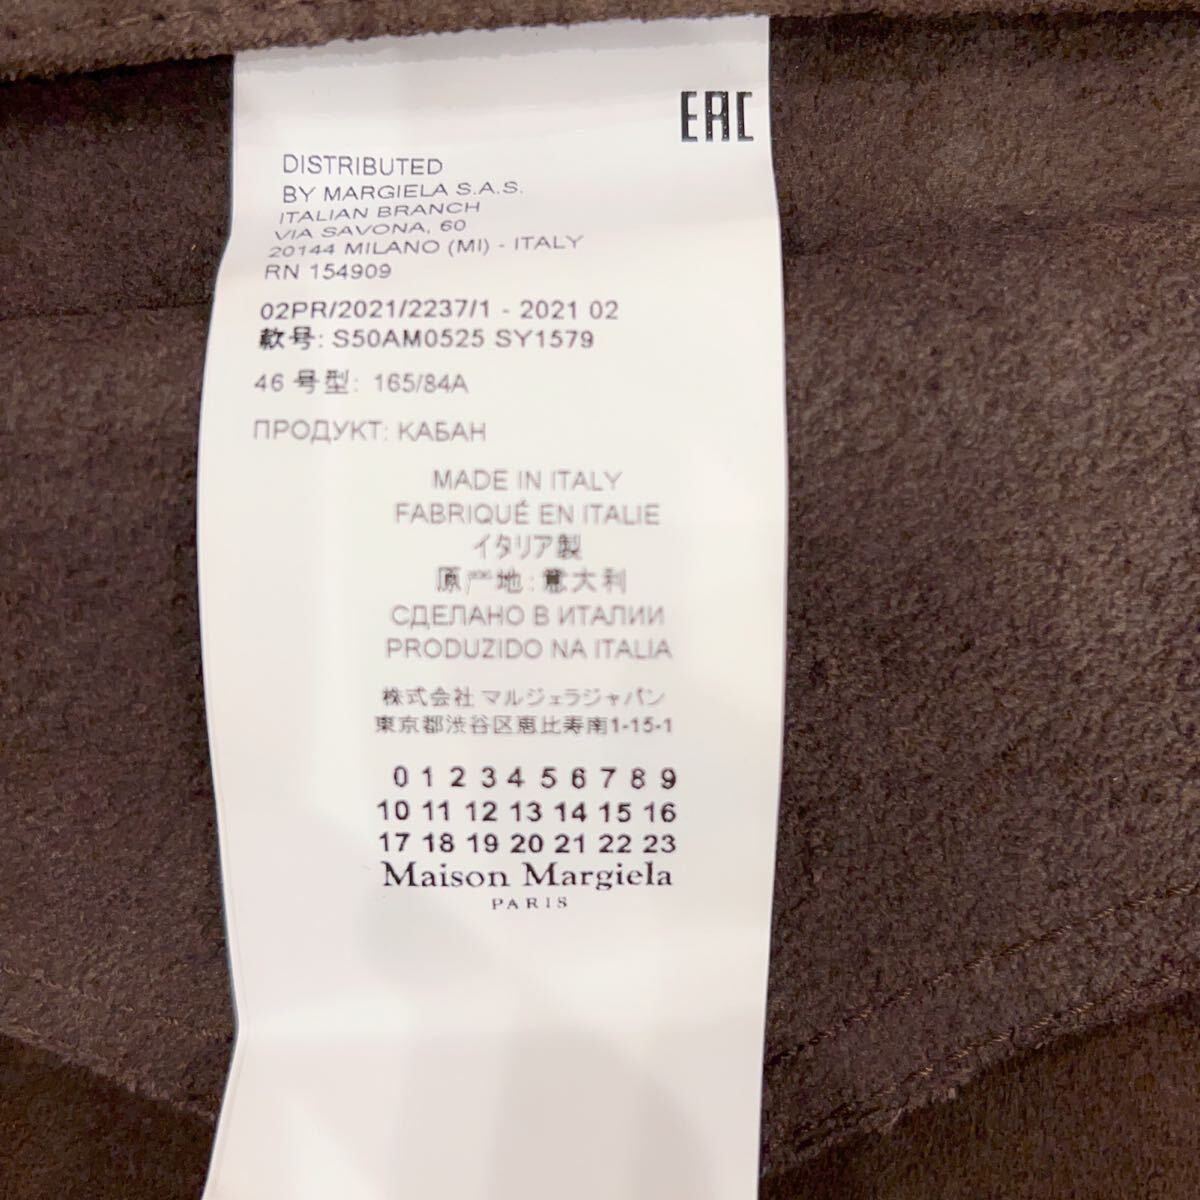 EAC
DISTRIBUTED
BY MARGIELA S.A.S.
ITALIAN BRANCH
VIA SAVONA, 60
20144 MILANO (MI) - ITALY
RN 154909
02PR/2021/2237/1 - 2021 02
款号: S50AM0525 SY1579
46 号型: 165/84A
ПРОДУКТ: КАБАН
MADE IN ITALY
FABRIQUÉ EN ITALIE
イタリア製
原产地: 意大利
СДЕЛАНО В ИТАЛИИ
PRODUZIDO NA ITALIA
株式会社 マルジェラジャパン
東京都渋谷区恵比寿南1-15-1
0 1 2 3 4 5 6 7 8 9
10 11 12 13 14 15 16
17 18 19 20 21 22 23
Maison Margiela
PARIS